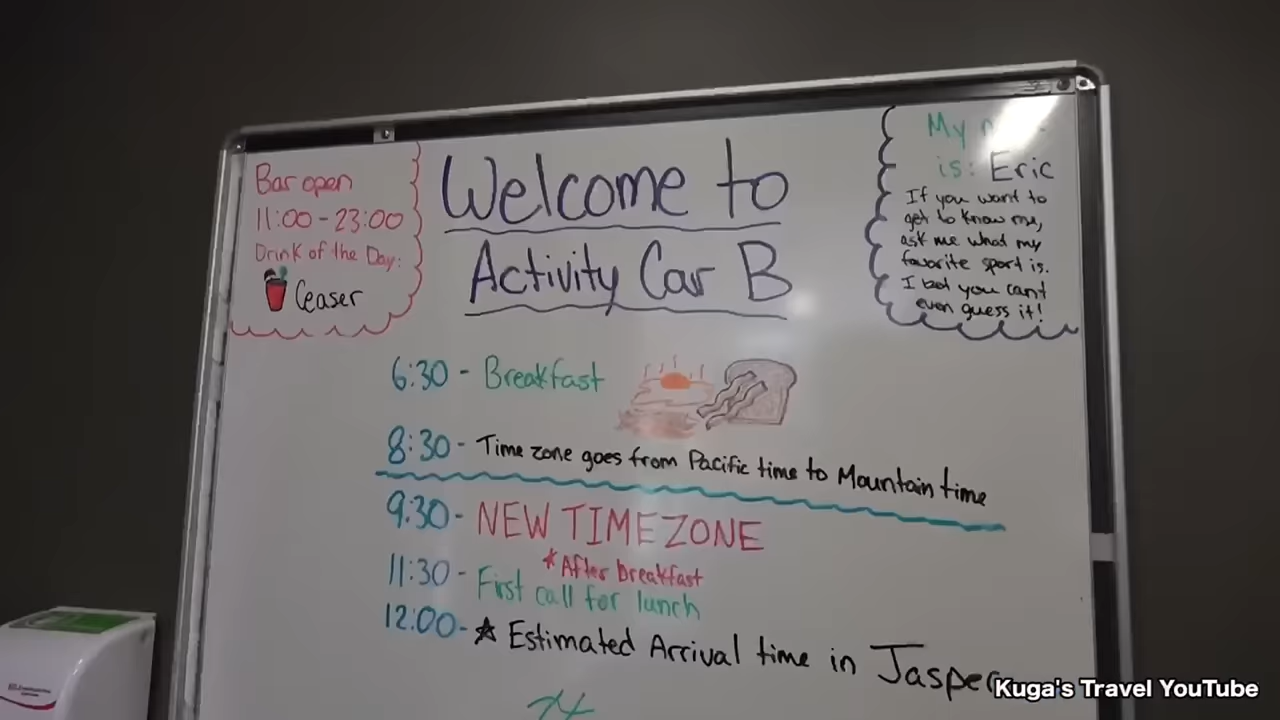 Bar open
11:00 - 23:00
Drink of the Day:
Ceaser
Welcome to
Activity Car B
My
is: Eric
If you want to
get to know me,
ask me what my
favorite sport is.
I bet you cant
even guess it!
6:30 - Breakfast
8:30 - Time zone goes from Pacific time to Mountain time
9:30 - NEW TIME ZONE
*After breakfast
11:30 - First call for lunch
12:00 - ☆ Estimated Arrival time in Jasper
Kuga's Travel YouTube